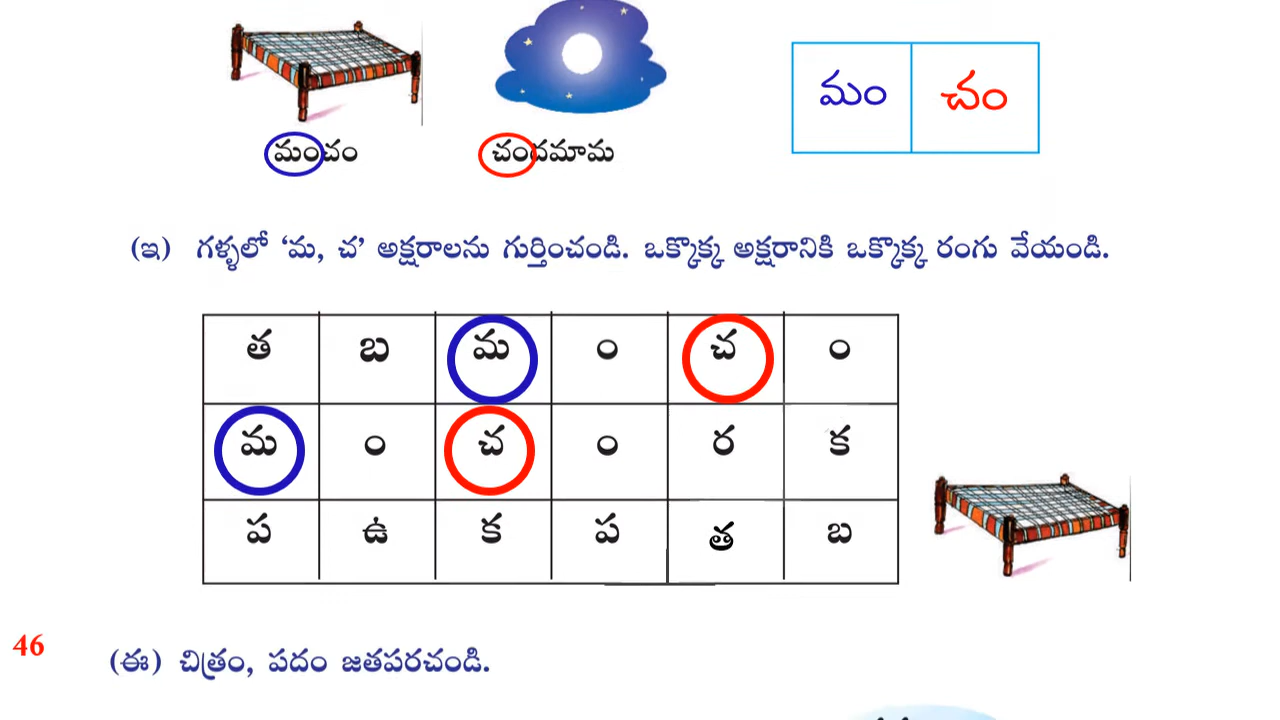 మంచం చందమామ
మం చం
(ఇ) గళ్ళలో ‘మ, చ’ అక్షరాలను గుర్తించండి. ఒక్కొక్క అక్షరానికి ఒక్కొక్క రంగు వేయండి.
త బ మ ం చ ం
మ ం చ ం ర క
ప ఉ క ప త బ
46
(ఈ) చిత్రం, పదం జతపరచండి.